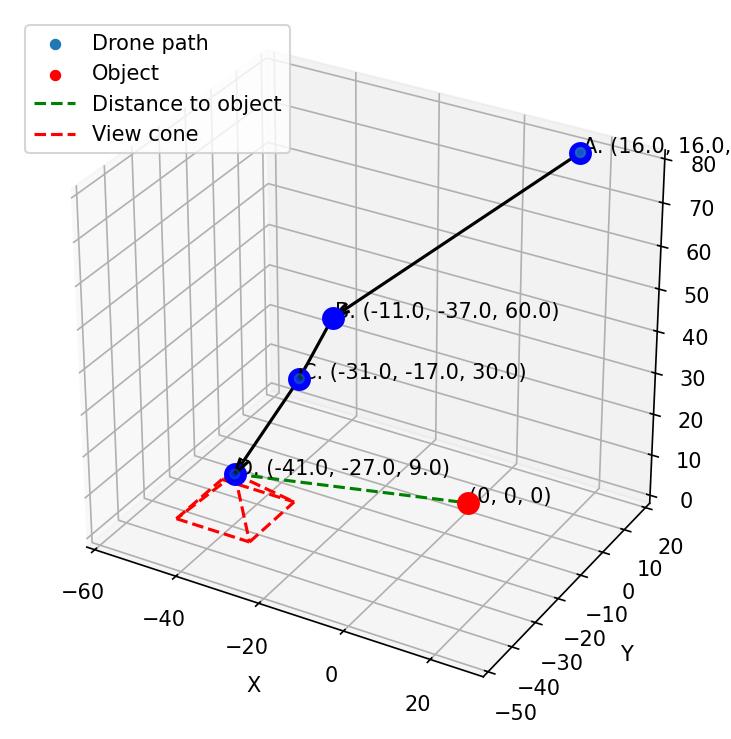 Drone path
Object
Distance to object
View cone
A. (16.0, 16.0,
80
70
60
50
40
30
20
10
0
(-11.0, -37.0, 60.0)
C. (-31.0, -17.0, 30.0)
D. (-41.0, -27.0, 9.0)
(0, 0, 0)
−60
−40
−20
0
20
X
20
10
0
−10
−20
−30
−40
−50
Y